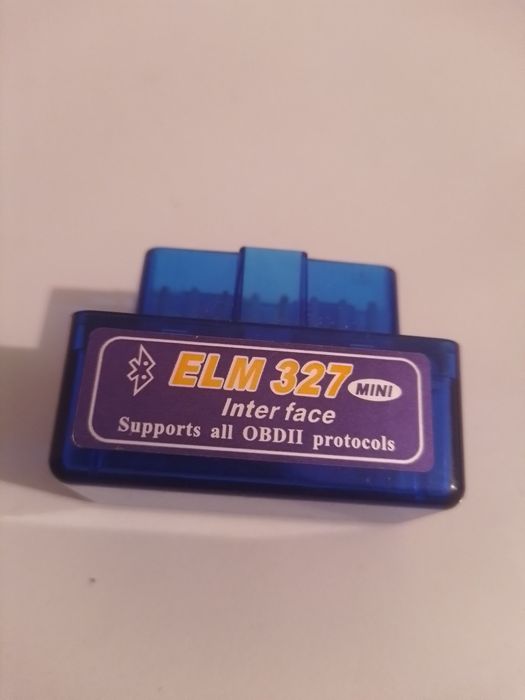 ELM 327 MINI
Inter face
Supports all OBDII protocols